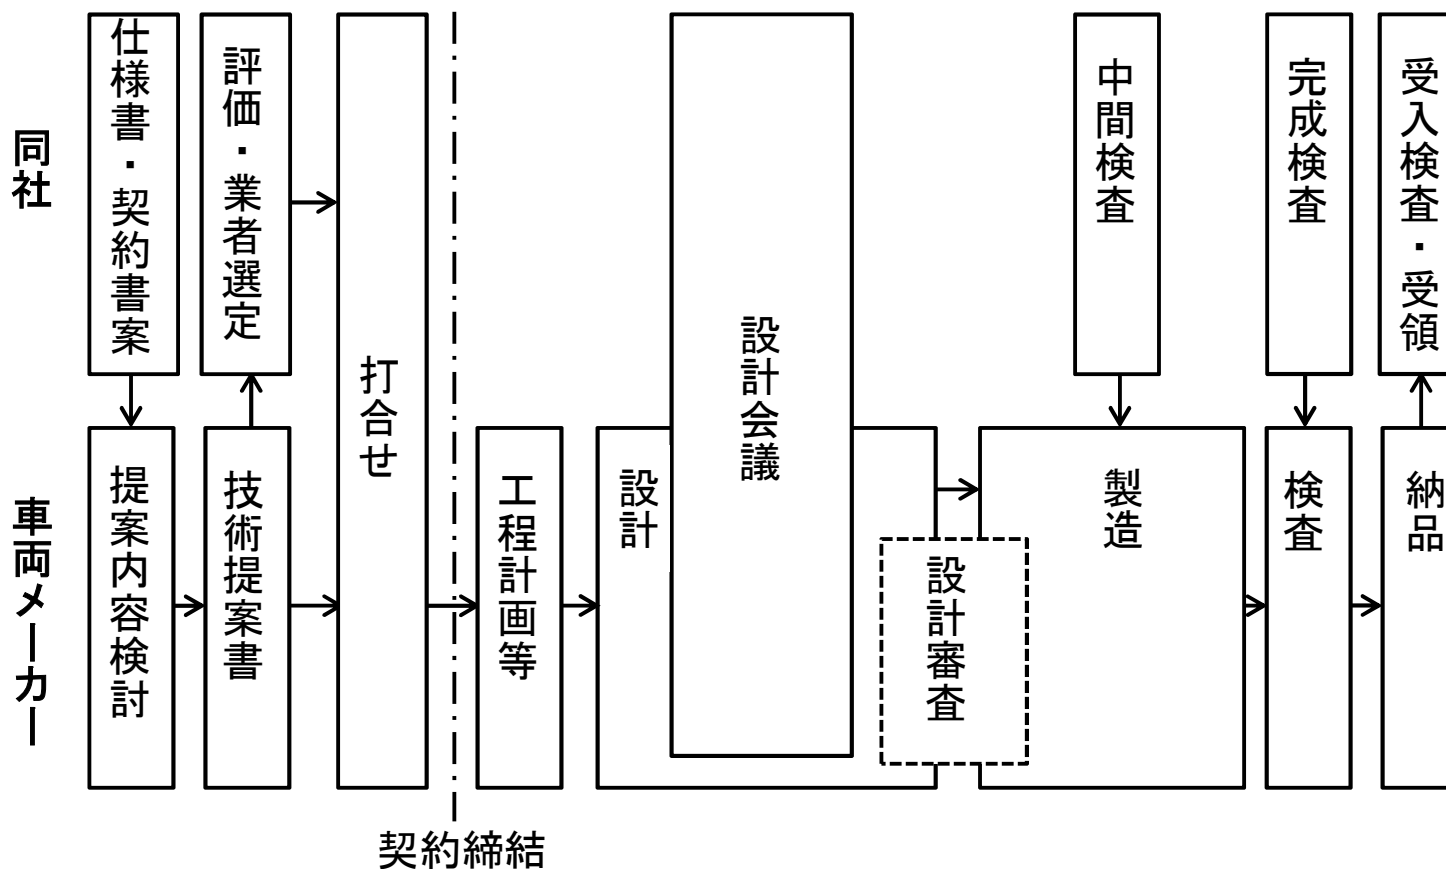 同社
仕様書・契約書案
評価・業者選定
打合せ
設計会議
中間検査
完成検査
受入検査・受領
車両メーカー
提案内容検討
技術提案書
工程計画等
設計
設計審査
製造
検査
納品
契約締結